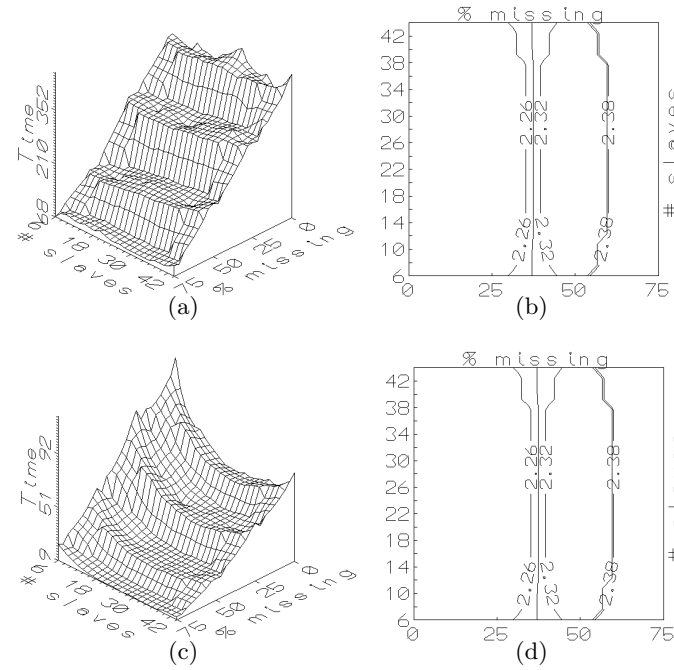 % missing
Time
68 210 352
# 6 18 30 42
slaves
75 50 25 0
% missing
(a)
42
38
34
30
26
22
18
14
10
6
0 25 50 75
2.26 2.32 2.38
2.26 2.32 2.38
slaves #
(b)
Time
9 51 92
# 6 18 30 42
slaves
75 50 25 0
% missing
(c)
% missing
42
38
34
30
26
22
18
14
10
6
0 25 50 75
2.26 2.32 2.38
2.26 2.32 2.38
#
(d)